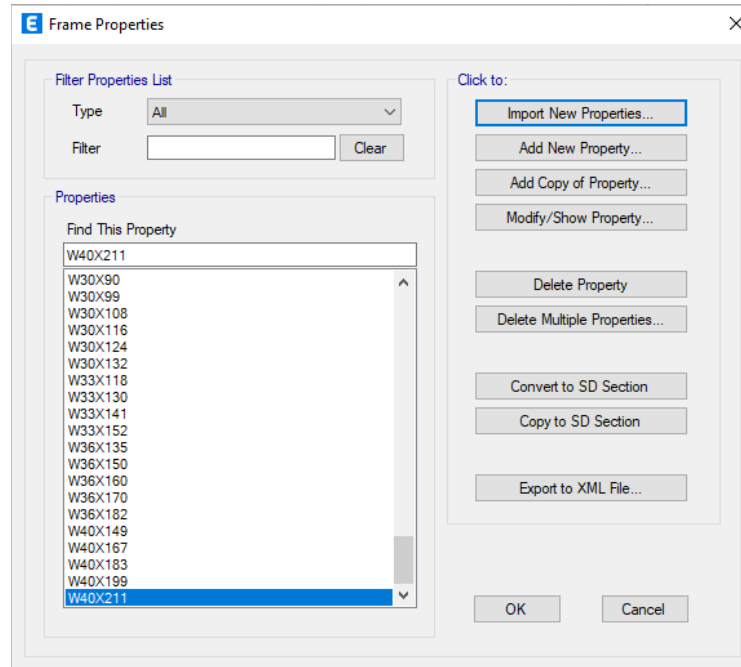 E Frame Properties
Filter Properties List
Type All
Filter Clear
Properties
Find This Property
W40X211
W30X90
W30X99
W30X108
W30X116
W30X124
W30X132
W33X118
W33X130
W33X141
W33X152
W36X135
W36X150
W36X160
W36X170
W36X182
W40X149
W40X167
W40X183
W40X199
W40X211
Click to:
Import New Properties...
Add New Property...
Add Copy of Property...
Modify/Show Property...
Delete Property
Delete Multiple Properties...
Convert to SD Section
Copy to SD Section
Export to XML File...
OK Cancel